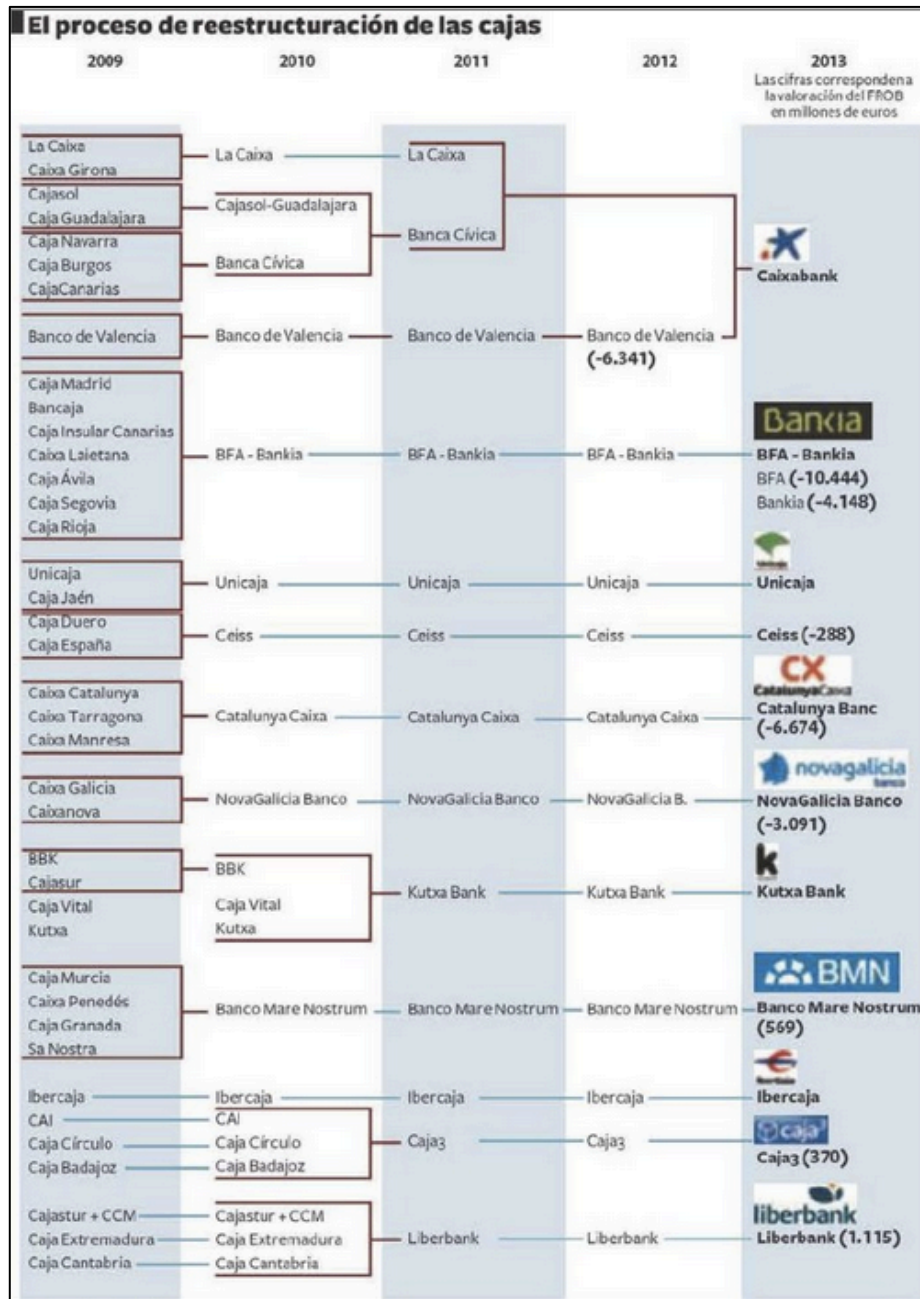 El proceso de reestructuración de las cajas
2009
2010
2011
2012
2013
Las cifras corresponden a
la valoración del FROB
en millones de euros
La Caixa
Caixa Girona
La Caixa
La Caixa
Cajasol
Caja Guadalajara
Cajasol-Guadalajara
Caja Navarra
Caja Burgos
CajaCanarias
Banca Cívica
Banca Cívica
Caixabank
Banco de Valencia
Banco de Valencia
Banco de Valencia
Banco de Valencia
(-6.341)
Caja Madrid
Bancaja
Caja Insular Canarias
Caixa Laietana
Caja Ávila
Caja Segovia
Caja Rioja
BFA - Bankia
BFA - Bankia
BFA - Bankia
Bankia
BFA - Bankia
BFA (-10.444)
Bankia (-4.148)
Unicaja
Caja Jaén
Unicaja
Unicaja
Unicaja
Unicaja
Caja Duero
Caja España
Ceiss
Ceiss
Ceiss
Ceiss (-288)
Caixa Catalunya
Caixa Tarragona
Caixa Manresa
Catalunya Caixa
Catalunya Caixa
Catalunya Caixa
CX
CatalunyaCaixa
Catalunya Banc
(-6.674)
Caixa Galicia
Caixanova
NovaGalicia Banco
NovaGalicia Banco
NovaGalicia B.
novagalicia
banco
NovaGalicia Banco
(-3.091)
BBK
Cajasur
Caja Vital
Kutxa
BBK
Caja Vital
Kutxa
Kutxa Bank
Kutxa Bank
k
Kutxa Bank
Caja Murcia
Caixa Penedés
Caja Granada
Sa Nostra
Banco Mare Nostrum
Banco Mare Nostrum
Banco Mare Nostrum
BMN
Banco Mare Nostrum
(569)
Ibercaja
Ibercaja
Ibercaja
Ibercaja
Ibercaja
CAI
Caja Círculo
Caja Badajoz
CAI
Caja Círculo
Caja Badajoz
Caja3
Caja3
caja3
Caja3 (370)
Cajastur + CCM
Caja Extremadura
Caja Cantabria
Cajastur + CCM
Caja Extremadura
Caja Cantabria
Liberbank
Liberbank
liberbank
Liberbank (1.115)